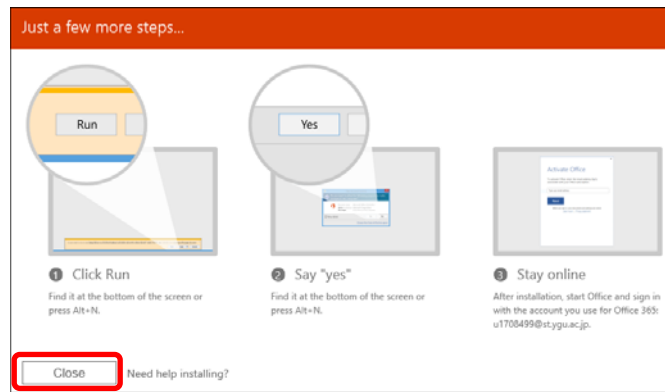 Just a few more steps...
Run
Yes
Activate Office
1 Click Run
Find it at the bottom of the screen or
press Alt+N.
2 Say "yes"
Find it at the bottom of the screen or
press Alt+N.
3 Stay online
After installation, start Office and sign in
with the account you use for Office 365:
u1708499@st.ygu.ac.jp.
Close
Need help installing?